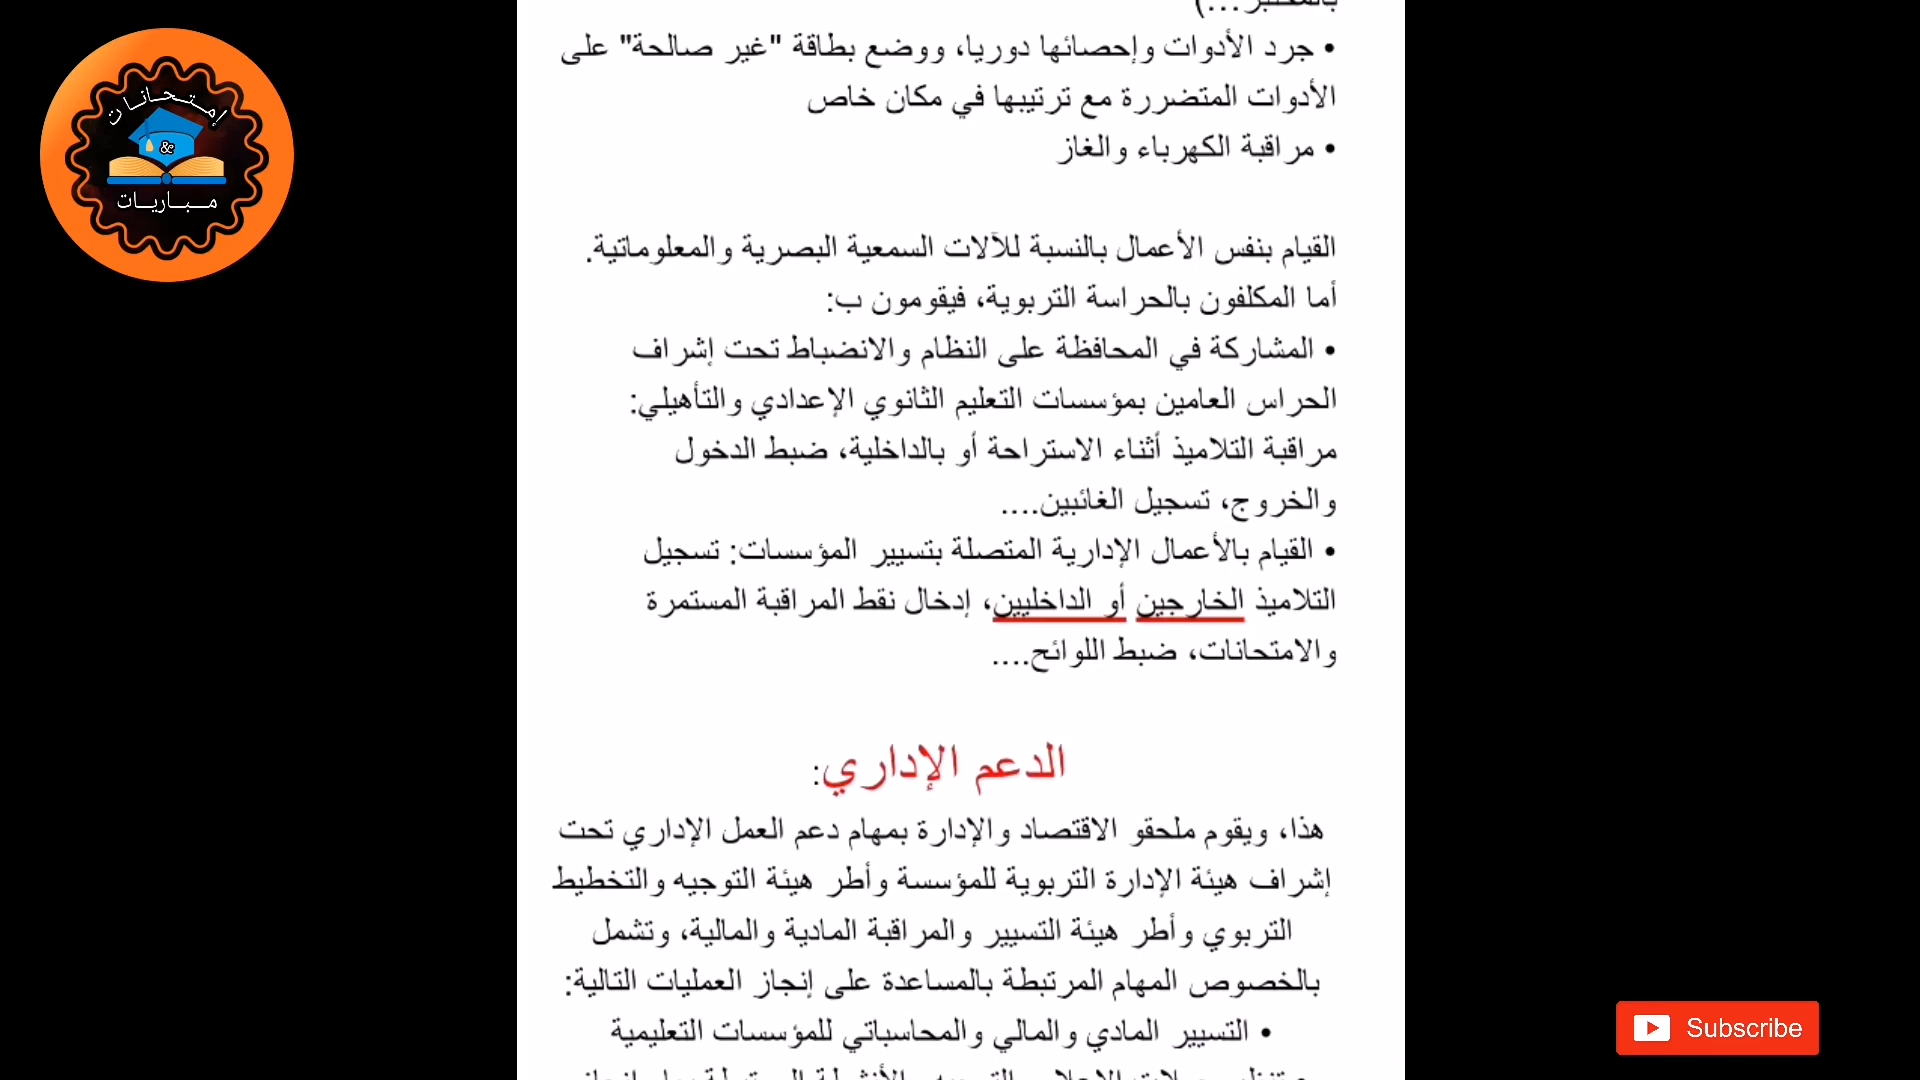 إمتحانات
&
مباريات
• جرد الأدوات وإحصائها دوريا، ووضع بطاقة "غير صالحة" على
الأدوات المتضررة مع ترتيبها في مكان خاص
• مراقبة الكهرباء والغاز
القيام بنفس الأعمال بالنسبة للآلات السمعية البصرية والمعلوماتية.
أما المكلفون بالحراسة التربوية، فيقومون ب:
• المشاركة في المحافظة على النظام والانضباط تحت إشراف
الحراس العامين بمؤسسات التعليم الثانوي الإعدادي والتأهيلي:
مراقبة التلاميذ أثناء الاستراحة أو بالداخلية، ضبط الدخول
والخروج، تسجيل الغائبين....
• القيام بالأعمال الإدارية المتصلة بتسيير المؤسسات: تسجيل
التلاميذ الخارجين أو الداخليين، إدخال نقط المراقبة المستمرة
والامتحانات، ضبط اللوائح....
الدعم الإداري:
هذا، ويقوم ملحقو الاقتصاد والإدارة بمهام دعم العمل الإداري تحت
إشراف هيئة الإدارة التربوية للمؤسسة وأطر هيئة التوجيه والتخطيط
التربوي وأطر هيئة التسيير والمراقبة المادية والمالية، وتشمل
بالخصوص المهام المرتبطة بالمساعدة على إنجاز العمليات التالية:
• التسيير المادي والمالي والمحاسباتي للمؤسسات التعليمية
Subscribe